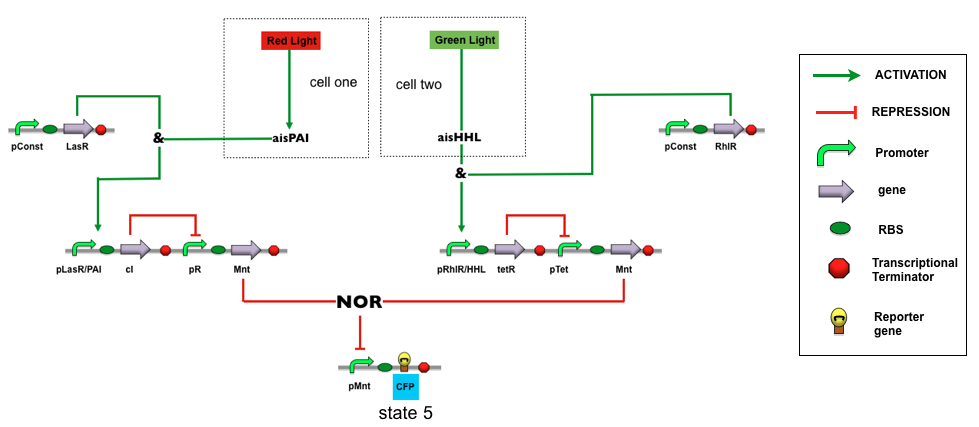 Red Light
Green Light
cell one
cell two
ACTIVATION
REPRESSION
Promoter
gene
RBS
Transcriptional
Terminator
Reporter
gene
pConst
LasR
&
aisPAI
aisHHL
&
pConst
RhlR
pLasR/PAI
cI
pR
Mnt
pRhlR/HHL
tetR
pTet
Mnt
NOR
pMnt
CFP
state 5